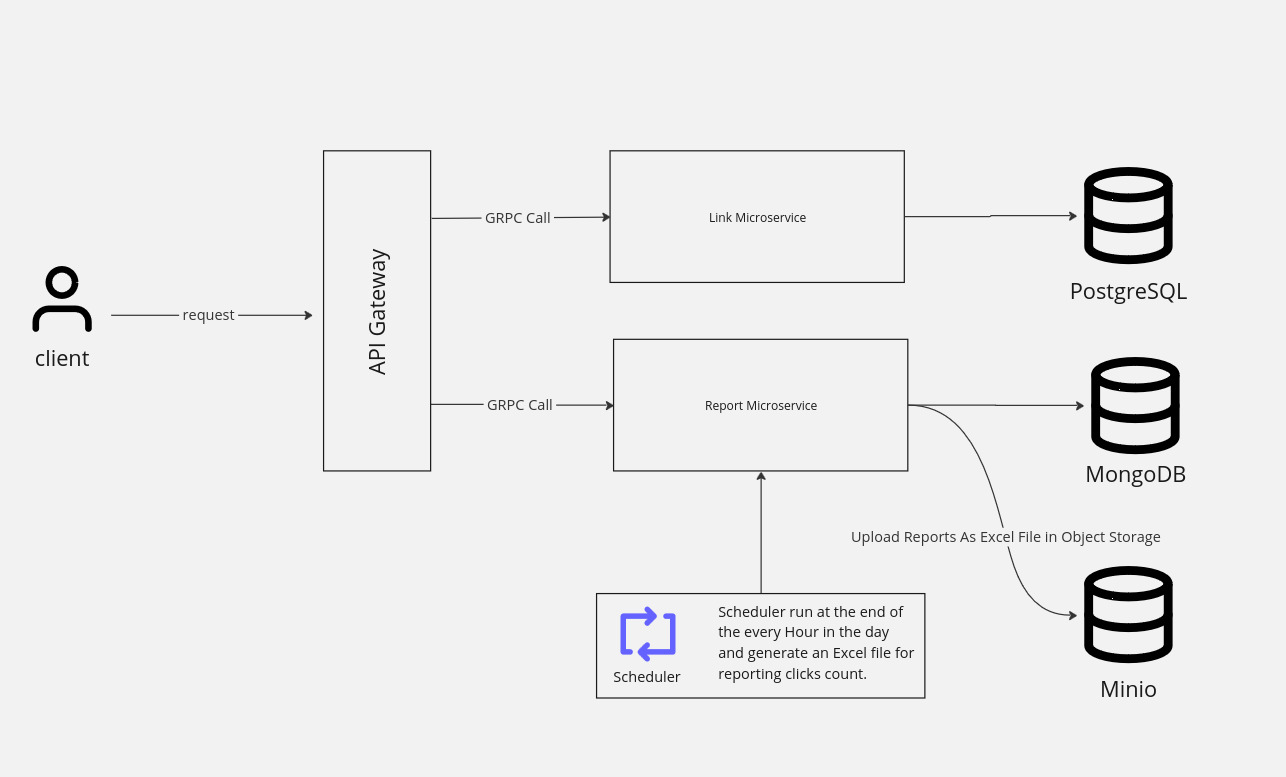 client
request
API Gateway
GRPC Call
Link Microservice
PostgreSQL
GRPC Call
Report Microservice
MongoDB
Upload Reports As Excel File in Object Storage
Minio
Scheduler
Scheduler run at the end of
the every Hour in the day
and generate an Excel file for
reporting clicks count.